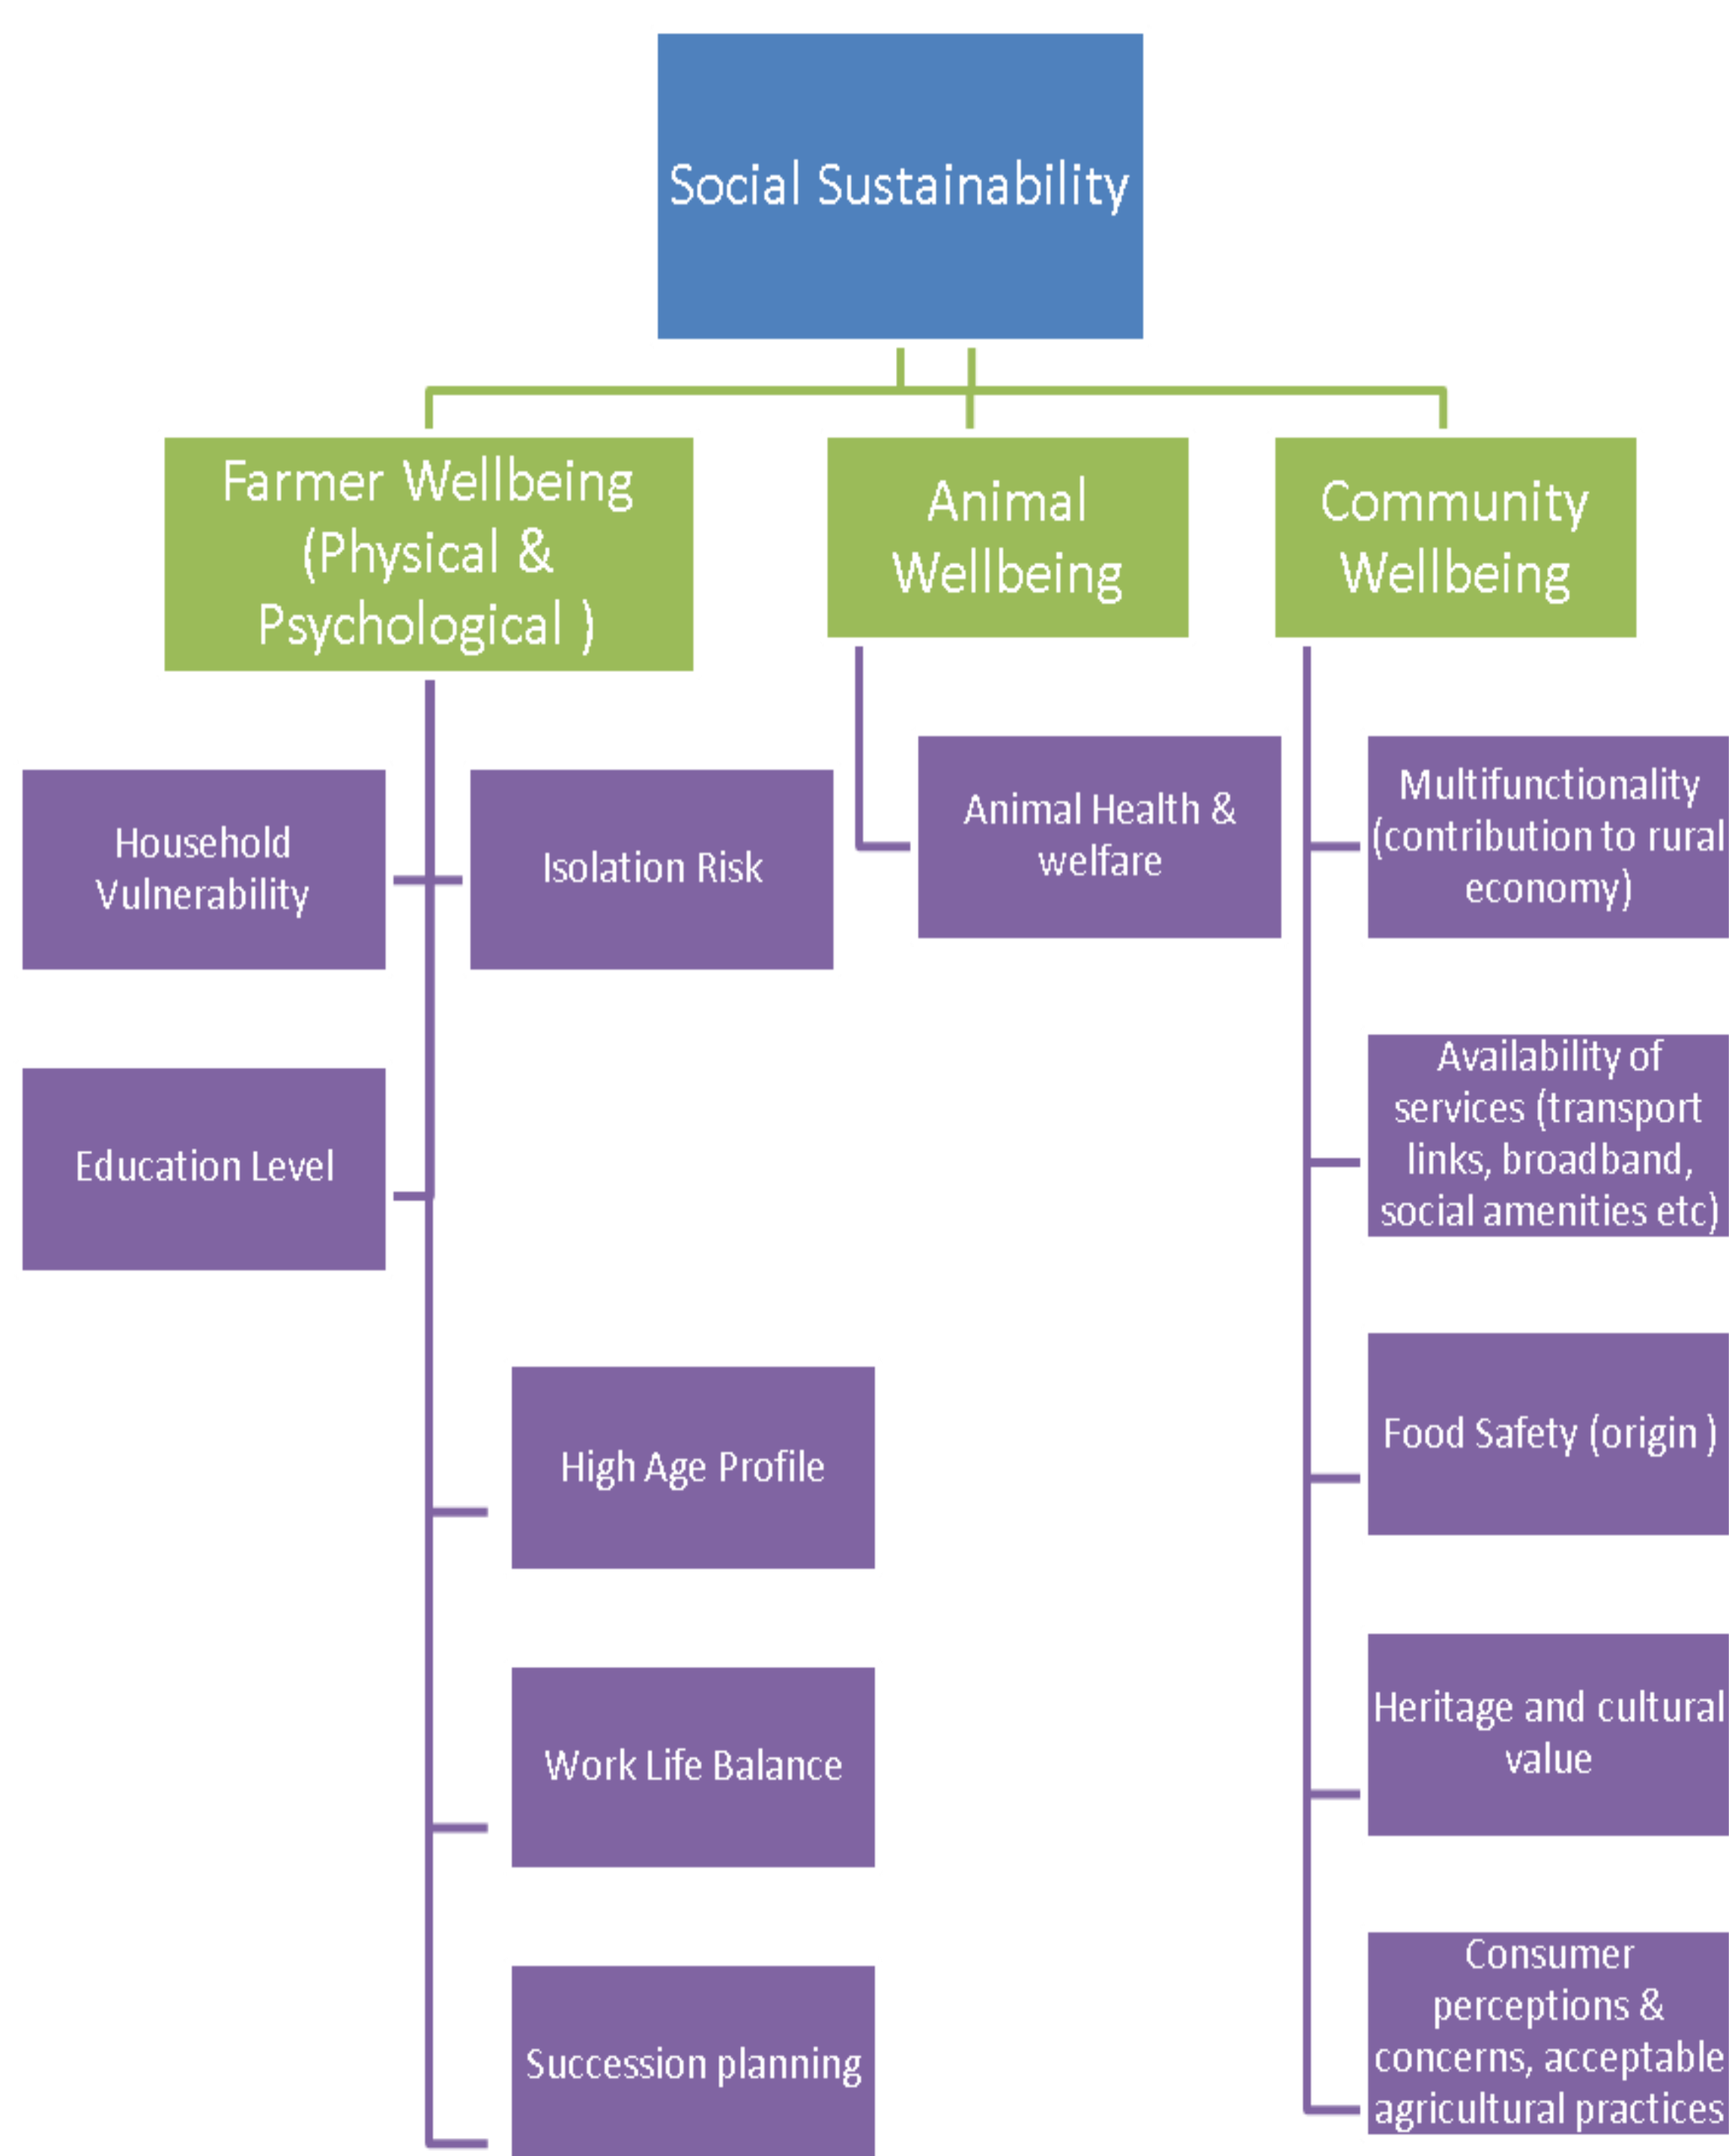 Social Sustainability
Farmer Wellbeing
(Physical &
Psychological )
Animal
Wellbeing
Community
Wellbeing
Household
Vulnerability
Isolation Risk
Animal Health &
welfare
Multifunctionality
(contribution to rural
economy)
Education Level
Availability of
services (transport
links, broadband,
social amenities etc)
High Age Profile
Food Safety (origin )
Work Life Balance
Heritage and cultural
value
Succession planning
Consumer
perceptions &
concerns, acceptable
agricultural practices